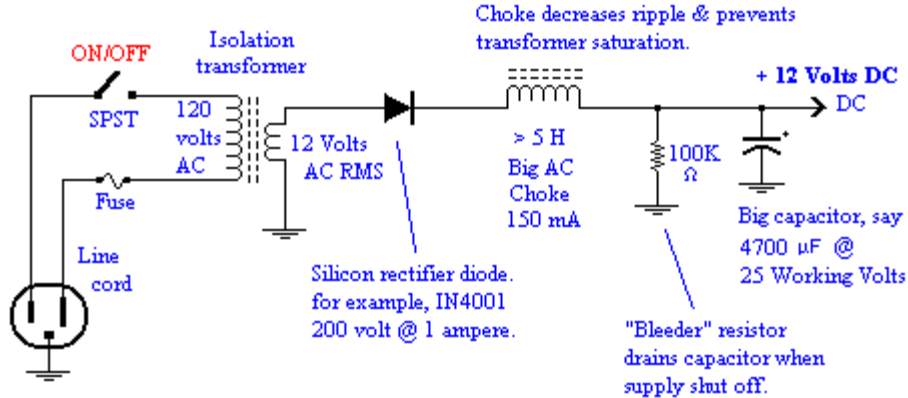 Choke decreases ripple & prevents
transformer saturation.
ON/OFF
Isolation
transformer
+ 12 Volts DC
DC
SPST
120
volts
AC
12 Volts
AC RMS
> 5 H
Big AC
Choke
150 mA
100K
Ω
+
Fuse
Big capacitor, say
4700 µF @
25 Working Volts
Line
cord
Silicon rectifier diode.
for example, IN4001
200 volt @ 1 ampere.
"Bleeder" resistor
drains capacitor when
supply shut off.